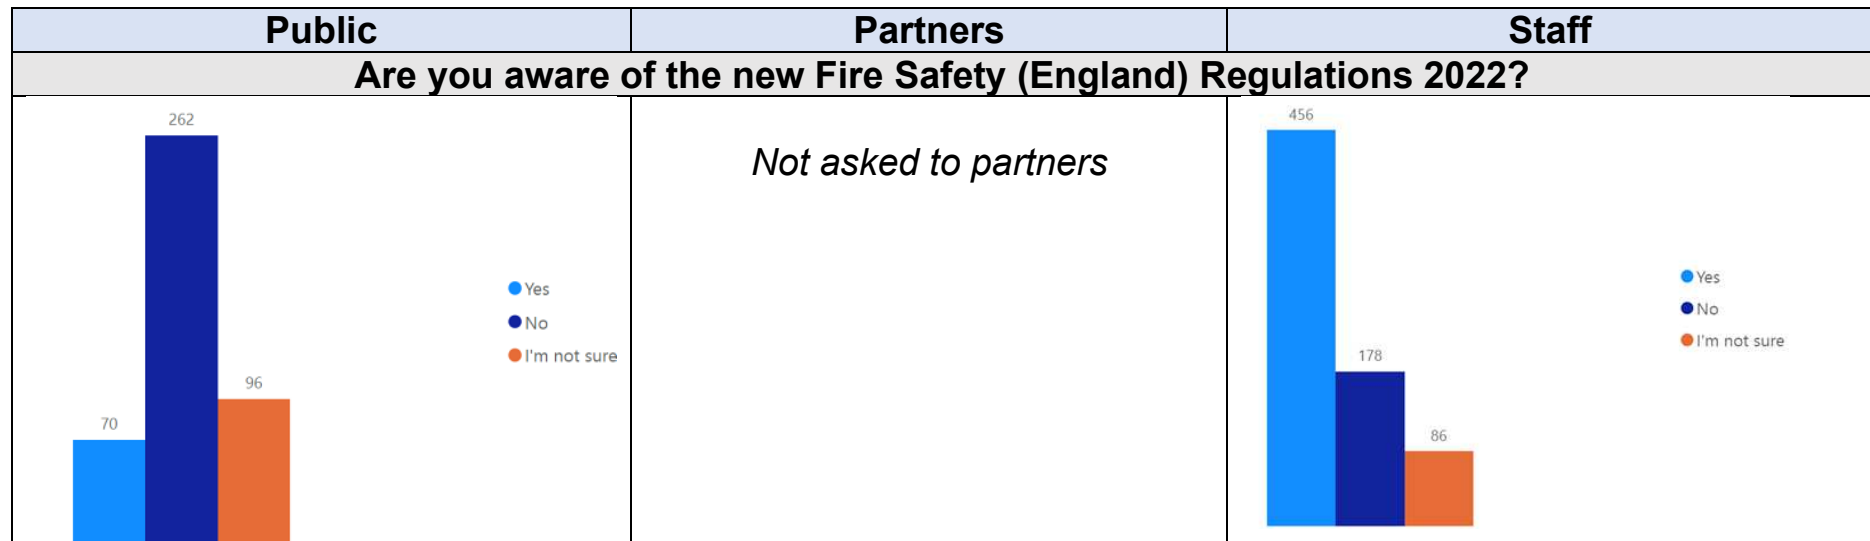 Public
Partners
Staff
Are you aware of the new Fire Safety (England) Regulations 2022?
262
96
70
Yes
No
I'm not sure
Not asked to partners
456
178
86
Yes
No
I'm not sure